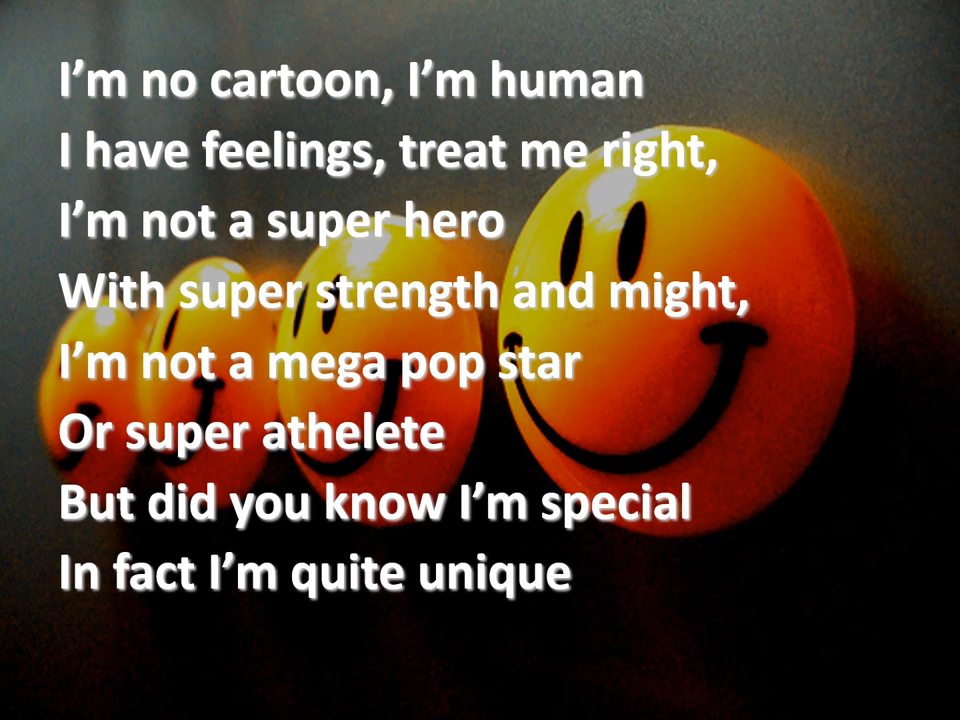 I’m no cartoon, I’m human
I have feelings, treat me right,
I’m not a super hero
With super strength and might,
I’m not a mega pop star
Or super athelete
But did you know I’m special
In fact I’m quite unique